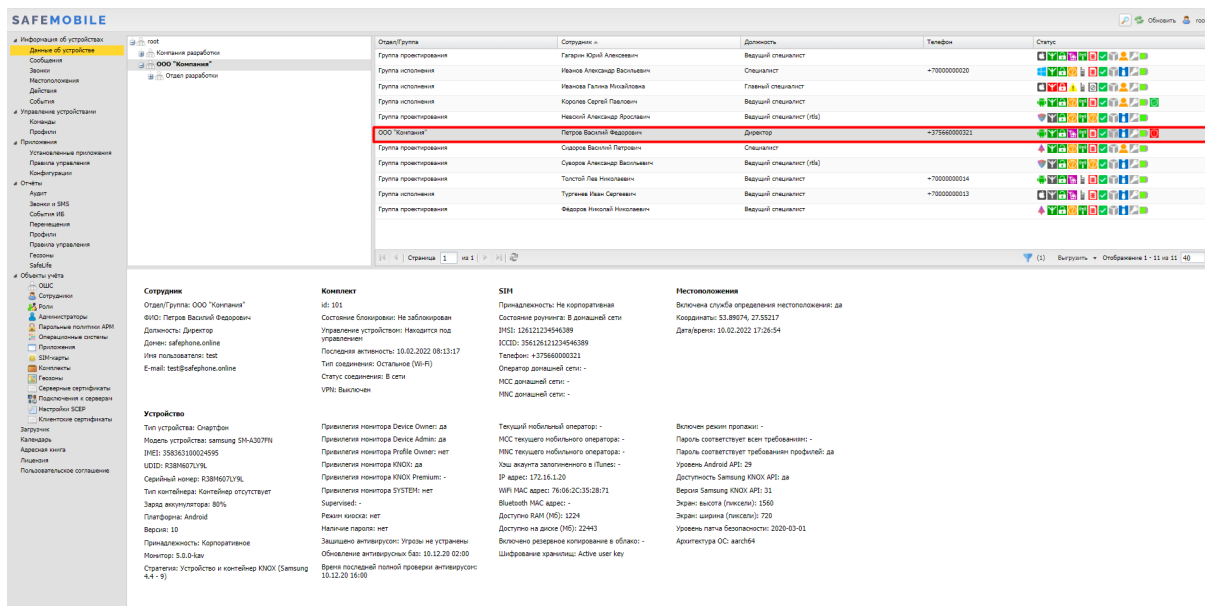 SAFEMOBILE
Обновить
Информация об устройствах
Данные об устройстве
Сообщения
Звонки
Местоположения
Действия
События
Управление устройствами
Команды
Профили
Приложения
Установленные приложения
Правила управления
Конфигурации
Отчёты
Аудит
Звонки и SMS
События ИБ
Перемещения
Профили
Правила управления
Геозоны
SafeLife
Объекты учёта
ОШС
Сотрудники
Роли
Администраторы
Парольные политики АРМ
Операционные системы
Приложения
SIM-карты
Комплекты
Геозоны
Серверные сертификаты
Подключения к серверам
Настройки SCEP
Клиентские сертификаты
Загрузчик
Календарь
Адресная книга
Лицензия
Пользовательское соглашение
root
Компания разработки
ООО "Компания"
Отдел разработки
Отдел/Группа Сотрудник Должность Телефон Статус
Группа проектирования Гагарин Юрий Алексеевич Ведущий специалист
Группа исполнения Иванов Александр Васильевич Специалист +70000000020
Группа исполнения Иванова Галина Михайловна Главный специалист
Группа исполнения Королев Сергей Павлович Ведущий специалист
Группа проектирования Невский Александр Ярославич Ведущий специалист (rtls)
ООО "Компания" Петров Василий Федорович Директор +375660000321
Группа проектирования Сидоров Василий Петрович Специалист
Группа проектирования Суворов Александр Васильевич Ведущий специалист (rtls)
Группа проектирования Толстой Лев Николаевич Ведущий специалист +70000000014
Группа исполнения Тургенев Иван Сергеевич Ведущий специалист +70000000013
Группа проектирования Фёдоров Николай Николаевич Ведущий специалист
Страница 1 из 1 (1) Выгрузить Отображение 1 - 11 из 11 40
Сотрудник
Отдел/Группа: ООО "Компания"
ФИО: Петров Василий Федорович
Должность: Директор
Домен: safephone.online
Имя пользователя: test
E-mail: test@safephone.online
Комплект
id: 101
Состояние блокировки: Не заблокирован
Управление устройством: Находится под
управлением
Последняя активность: 10.02.2022 08:13:17
Тип соединения: Остальное (Wi-Fi)
Статус соединения: В сети
VPN: Выключен
SIM
Принадлежность: Не корпоративная
Состояние роуминга: В домашней сети
IMSI: 126121234546389
ICCID: 356126121234546389
Телефон: +375660000321
Оператор домашней сети: -
MCC домашней сети: -
MNC домашней сети: -
Местоположения
Включена служба определения местоположения: да
Координаты: 53.89074, 27.55217
Дата/время: 10.02.2022 17:26:54
Устройство
Тип устройства: Смартфон
Модель устройства: samsung SM-A307FN
IMEI: 358363100024595
UDID: R38M607LY9L
Серийный номер: R38M607LY9L
Тип контейнера: Контейнер отсутствует
Заряд аккумулятора: 80%
Платформа: Android
Версия: 10
Принадлежность: Корпоративное
Монитор: 5.0.0-kav
Стратегия: Устройство и контейнер KNOX (Samsung
4.4 - 9)
Привилегия монитора Device Owner: да
Привилегия монитора Device Admin: да
Привилегия монитора Profile Owner: нет
Привилегия монитора KNOX: да
Привилегия монитора KNOX Premium: -
Привилегия монитора SYSTEM: нет
Supervised: -
Режим киоска: нет
Наличие пароля: нет
Защищено антивирусом: Угрозы не устранены
Обновление антивирусных баз: 10.12.20 02:00
Время последней полной проверки антивирусом:
10.12.20 16:00
Текущий мобильный оператор: -
MCC текущего мобильного оператора: -
MNC текущего мобильного оператора: -
Хэш акаунта залогиненного в iTunes: -
IP адрес: 172.16.1.20
WiFi MAC адрес: 76:06:2C:35:28:71
Bluetooth MAC адрес: -
Доступно RAM (Мб): 1224
Доступно на диске (Мб): 22443
Включено резервное копирование в облако: -
Шифрование хранилищ: Active user key
Включен режим пропажи: -
Пароль соответствует всем требованиям: -
Пароль соответствует требованиям профилей: да
Уровень Android API: 29
Доступность Samsung KNOX API: да
Версия Samsung KNOX API: 31
Экран: высота (пиксели): 1560
Экран: ширина (пиксели): 720
Уровень патча безопасности: 2020-03-01
Архитектура ОС: aarch64